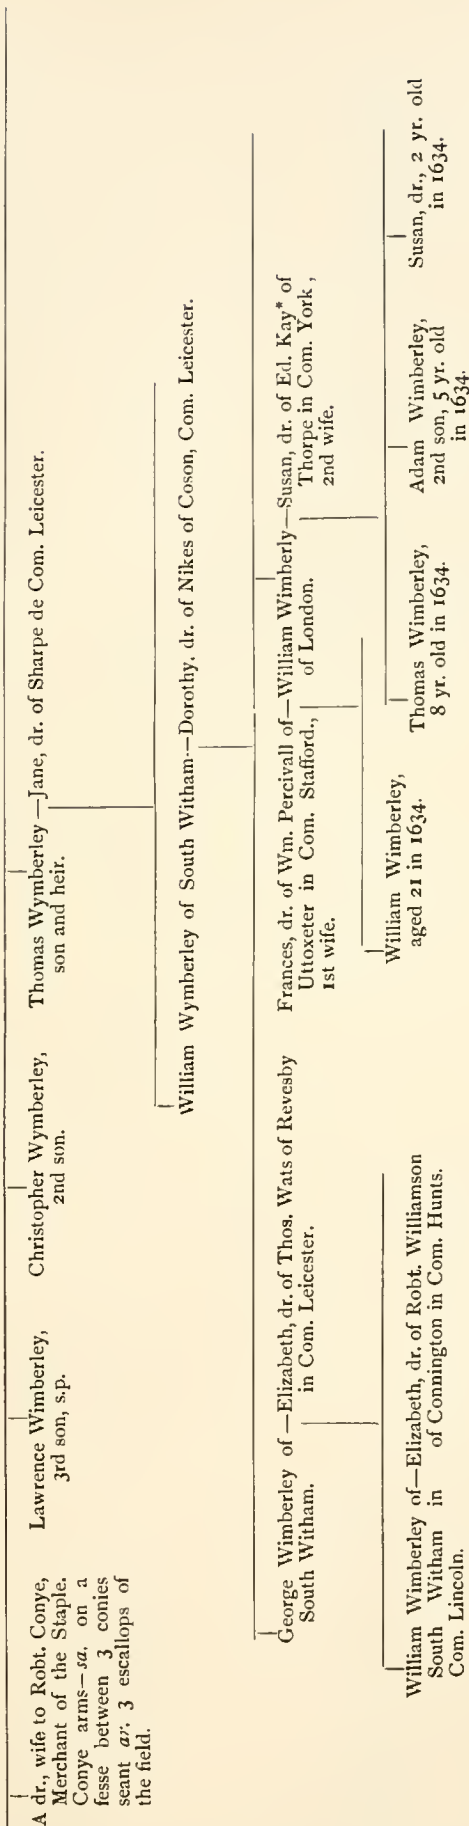 A dr., wife to Robt. Conye,
Merchant of the Staple.
Conye arms—sa. on a
fesse between 3 conies
seant ar. 3 escallops of
the field.
Lawrence Wimberley,
3rd son, s.p.
Christopher Wymberley,
2nd son.
Thomas Wymberley—Jane, dr. of Sharpe de Com. Leicester.
son and heir.
William Wymberley of South Witham—Dorothy, dr. of Nikes of Coson, Com. Leicester.
George Wimberley of—Elizabeth, dr. of Thos. Wats of Revesby
South Witham. in Com. Leicester.
Frances, dr. of Wm. Percivall of—William Wimberly—Susan, dr. of Ed. Kay* of
Uttoxeter in Com. Stafford., of London. Thorpe in Com. York,
1st wife. 2nd wife.
William Wimberley of—Elizabeth, dr. of Robt. Williamson
South Witham in of Connington in Com. Hunts.
Com. Lincoln.
William Wimberley,
aged 21 in 1634.
Thomas Wimberley,
8 yr. old in 1634.
Adam Wimberley,
2nd son, 5 yr. old
in 1634.
Susan, dr., 2 yr. old
in 1634.